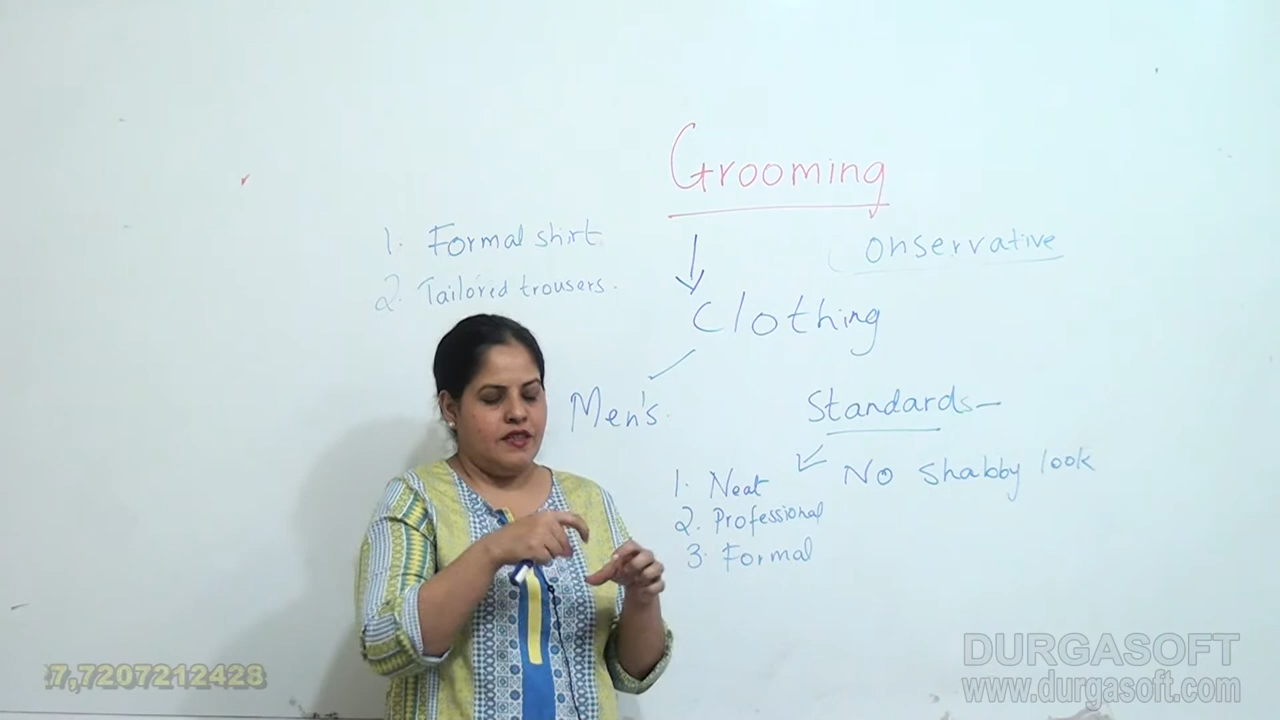 Grooming
1. Formal shirt
onservative
2. Tailored trousers.
Clothing
Men's
Standards-
No shabby look
1. Neat
2. Professional
3. Formal
DURGASOFT
7,7207212428
www.durgasoft.com